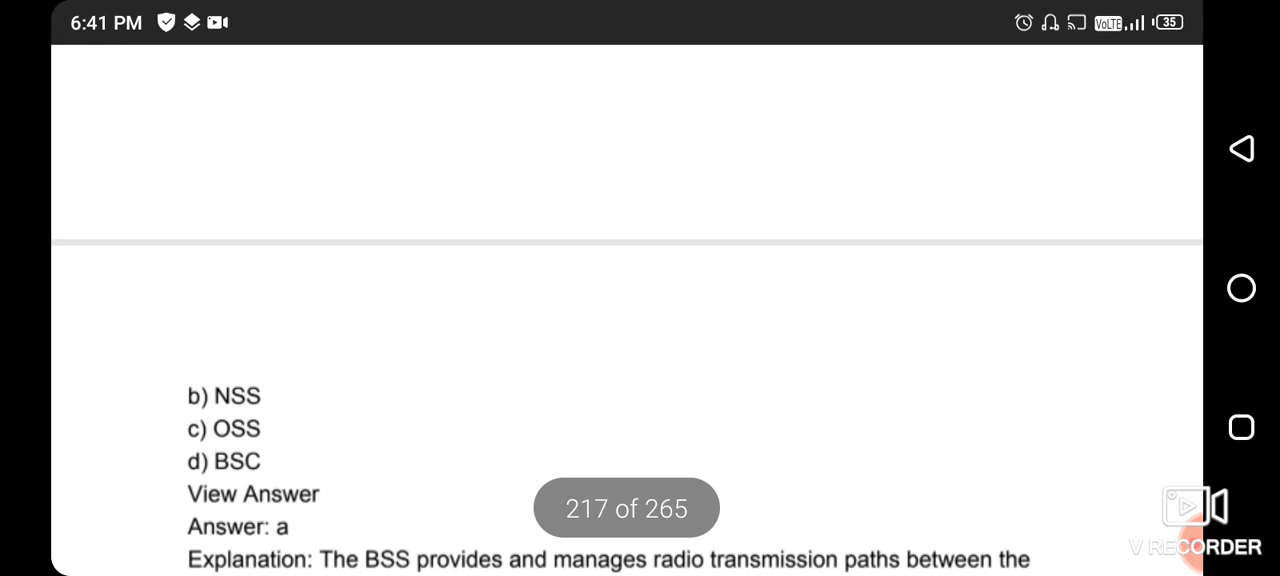 6:41 PM
VoLTE
35
b) NSS
c) OSS
d) BSC
View Answer
Answer: a
217 of 265
Explanation: The BSS provides and manages radio transmission paths between the
V RECORDER